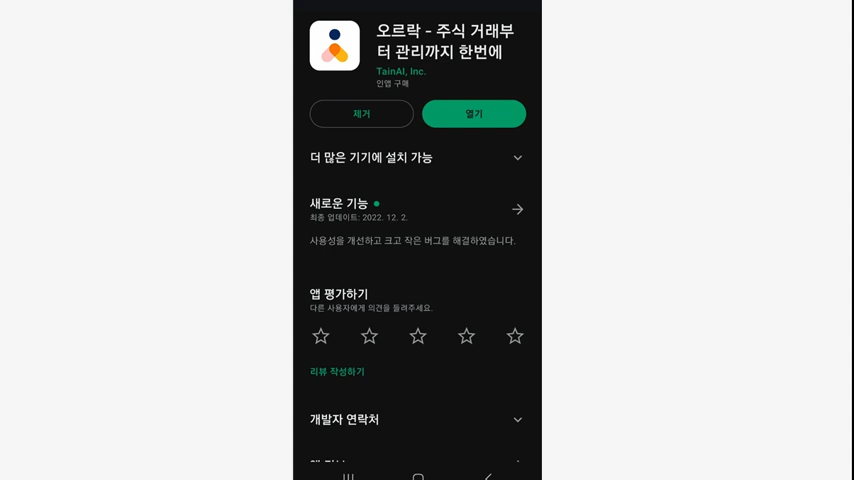 오르락 - 주식 거래부
터 관리까지 한번에
TainAI, Inc.
인앱 구매
제거
열기
더 많은 기기에 설치 가능
새로운 기능
최종 업데이트: 2022. 12. 2.
사용성을 개선하고 크고 작은 버그를 해결하였습니다.
앱 평가하기
다른 사용자에게 의견을 들려주세요.
리뷰 작성하기
개발자 연락처